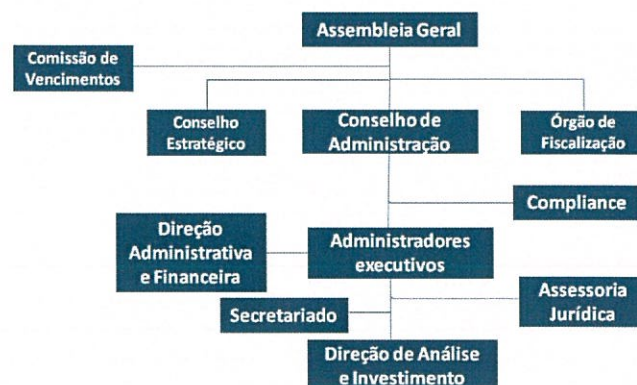 Assembleia Geral
Comissão de
Vencimentos
Conselho
Estratégico
Conselho de
Administração
Órgão de
Fiscalização
Compliance
Direção
Administrativa
e Financeira
Administradores
executivos
Assessoria
Jurídica
Secretariado
Direção de Análise
e Investimento